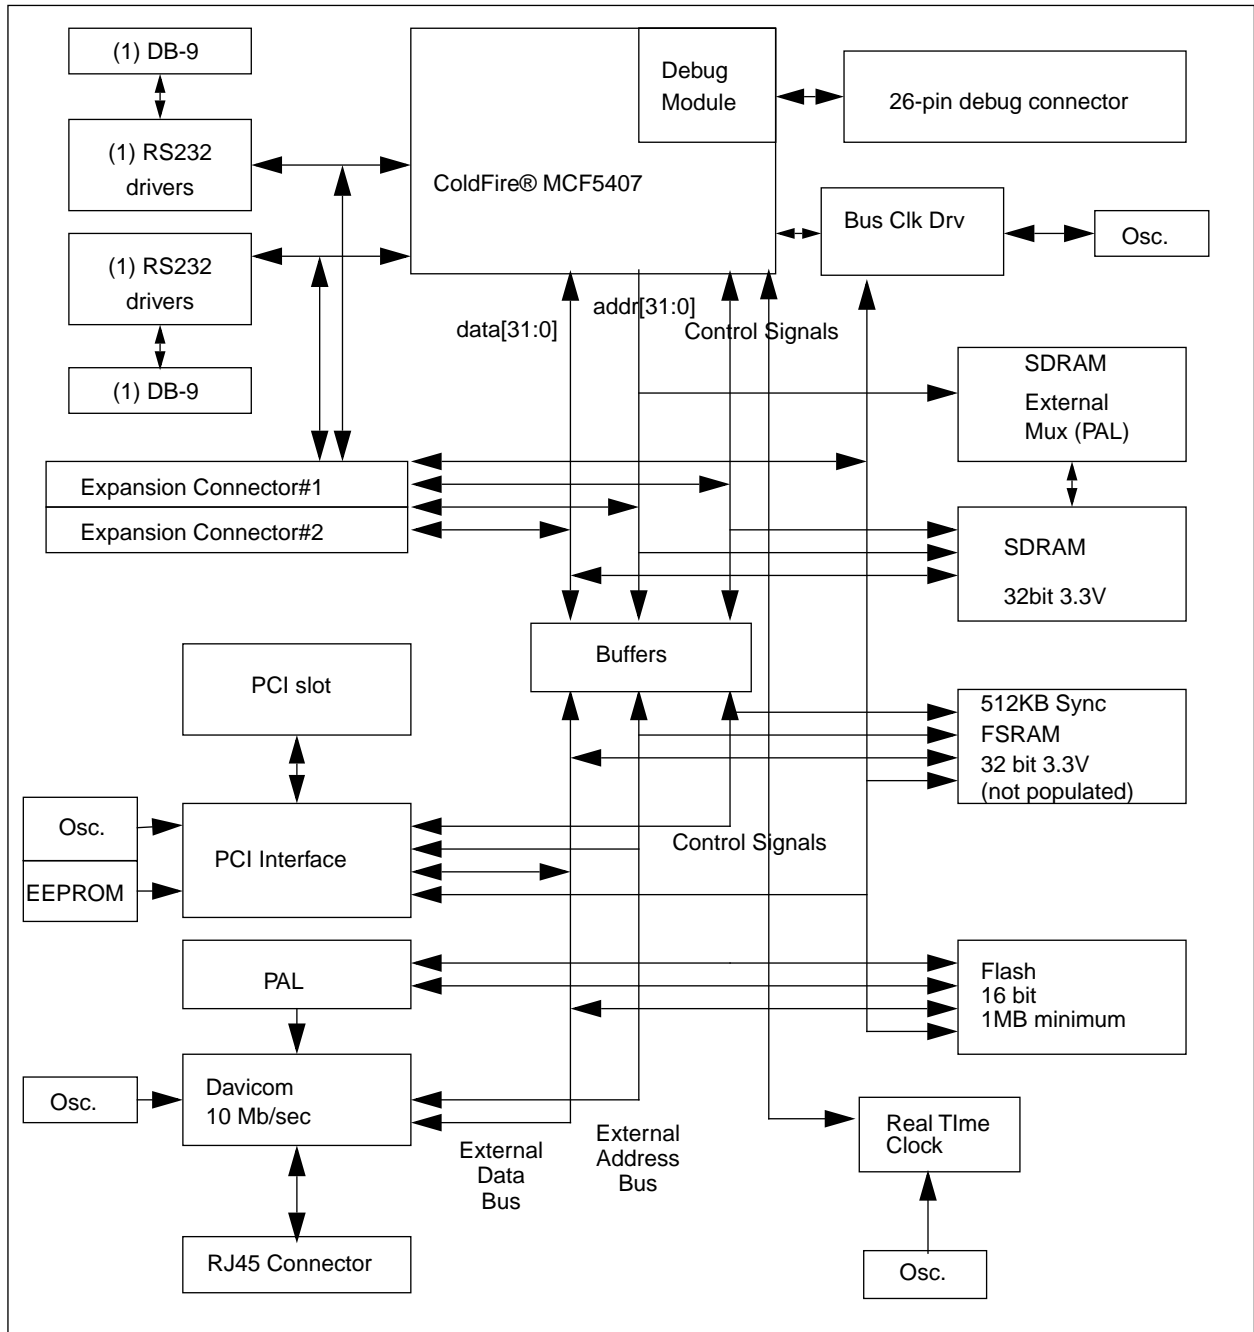 (1) DB-9
Debug
Module
26-pin debug connector
(1) RS232
drivers
ColdFire® MCF5407
Bus Clk Drv
Osc.
(1) RS232
drivers
addr[31:0]
data[31:0]
Control Signals
(1) DB-9
SDRAM
External
Mux (PAL)
Expansion Connector#1
Expansion Connector#2
SDRAM
32bit 3.3V
Buffers
PCI slot
512KB Sync
FSRAM
32 bit 3.3V
(not populated)
Osc.
EEPROM
PCI Interface
Control Signals
PAL
Flash
16 bit
1MB minimum
Osc.
Davicom
10 Mb/sec
External
Data
Bus
External
Address
Bus
Real TIme
Clock
RJ45 Connector
Osc.